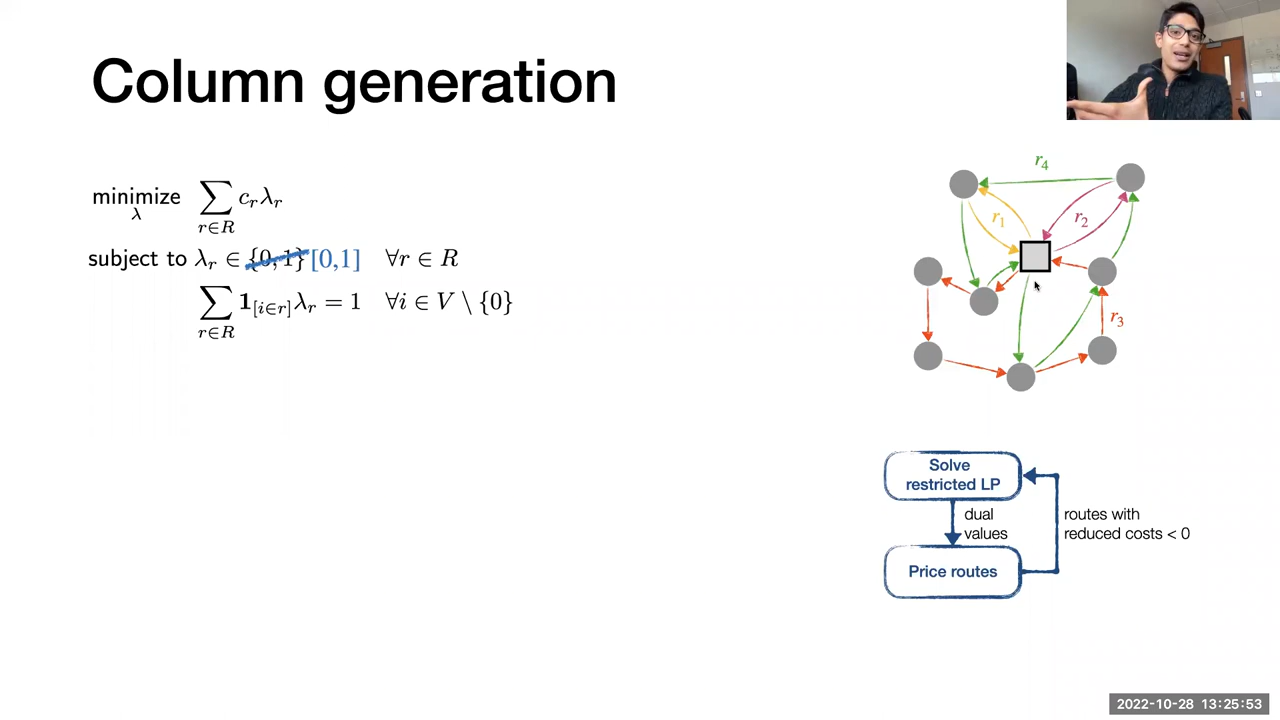 Column generation
minimize ∑ c_r λ_r
λ
r∈R
subject to λ_r ∈ {0,1} [0,1] ∀r ∈ R
∑ 1_[i∈r] λ_r = 1 ∀i ∈ V \ {0}
r∈R
r4
r1
r2
r3
Solve
restricted LP
dual
values
routes with
reduced costs < 0
Price routes
2022-10-28 13:25:53